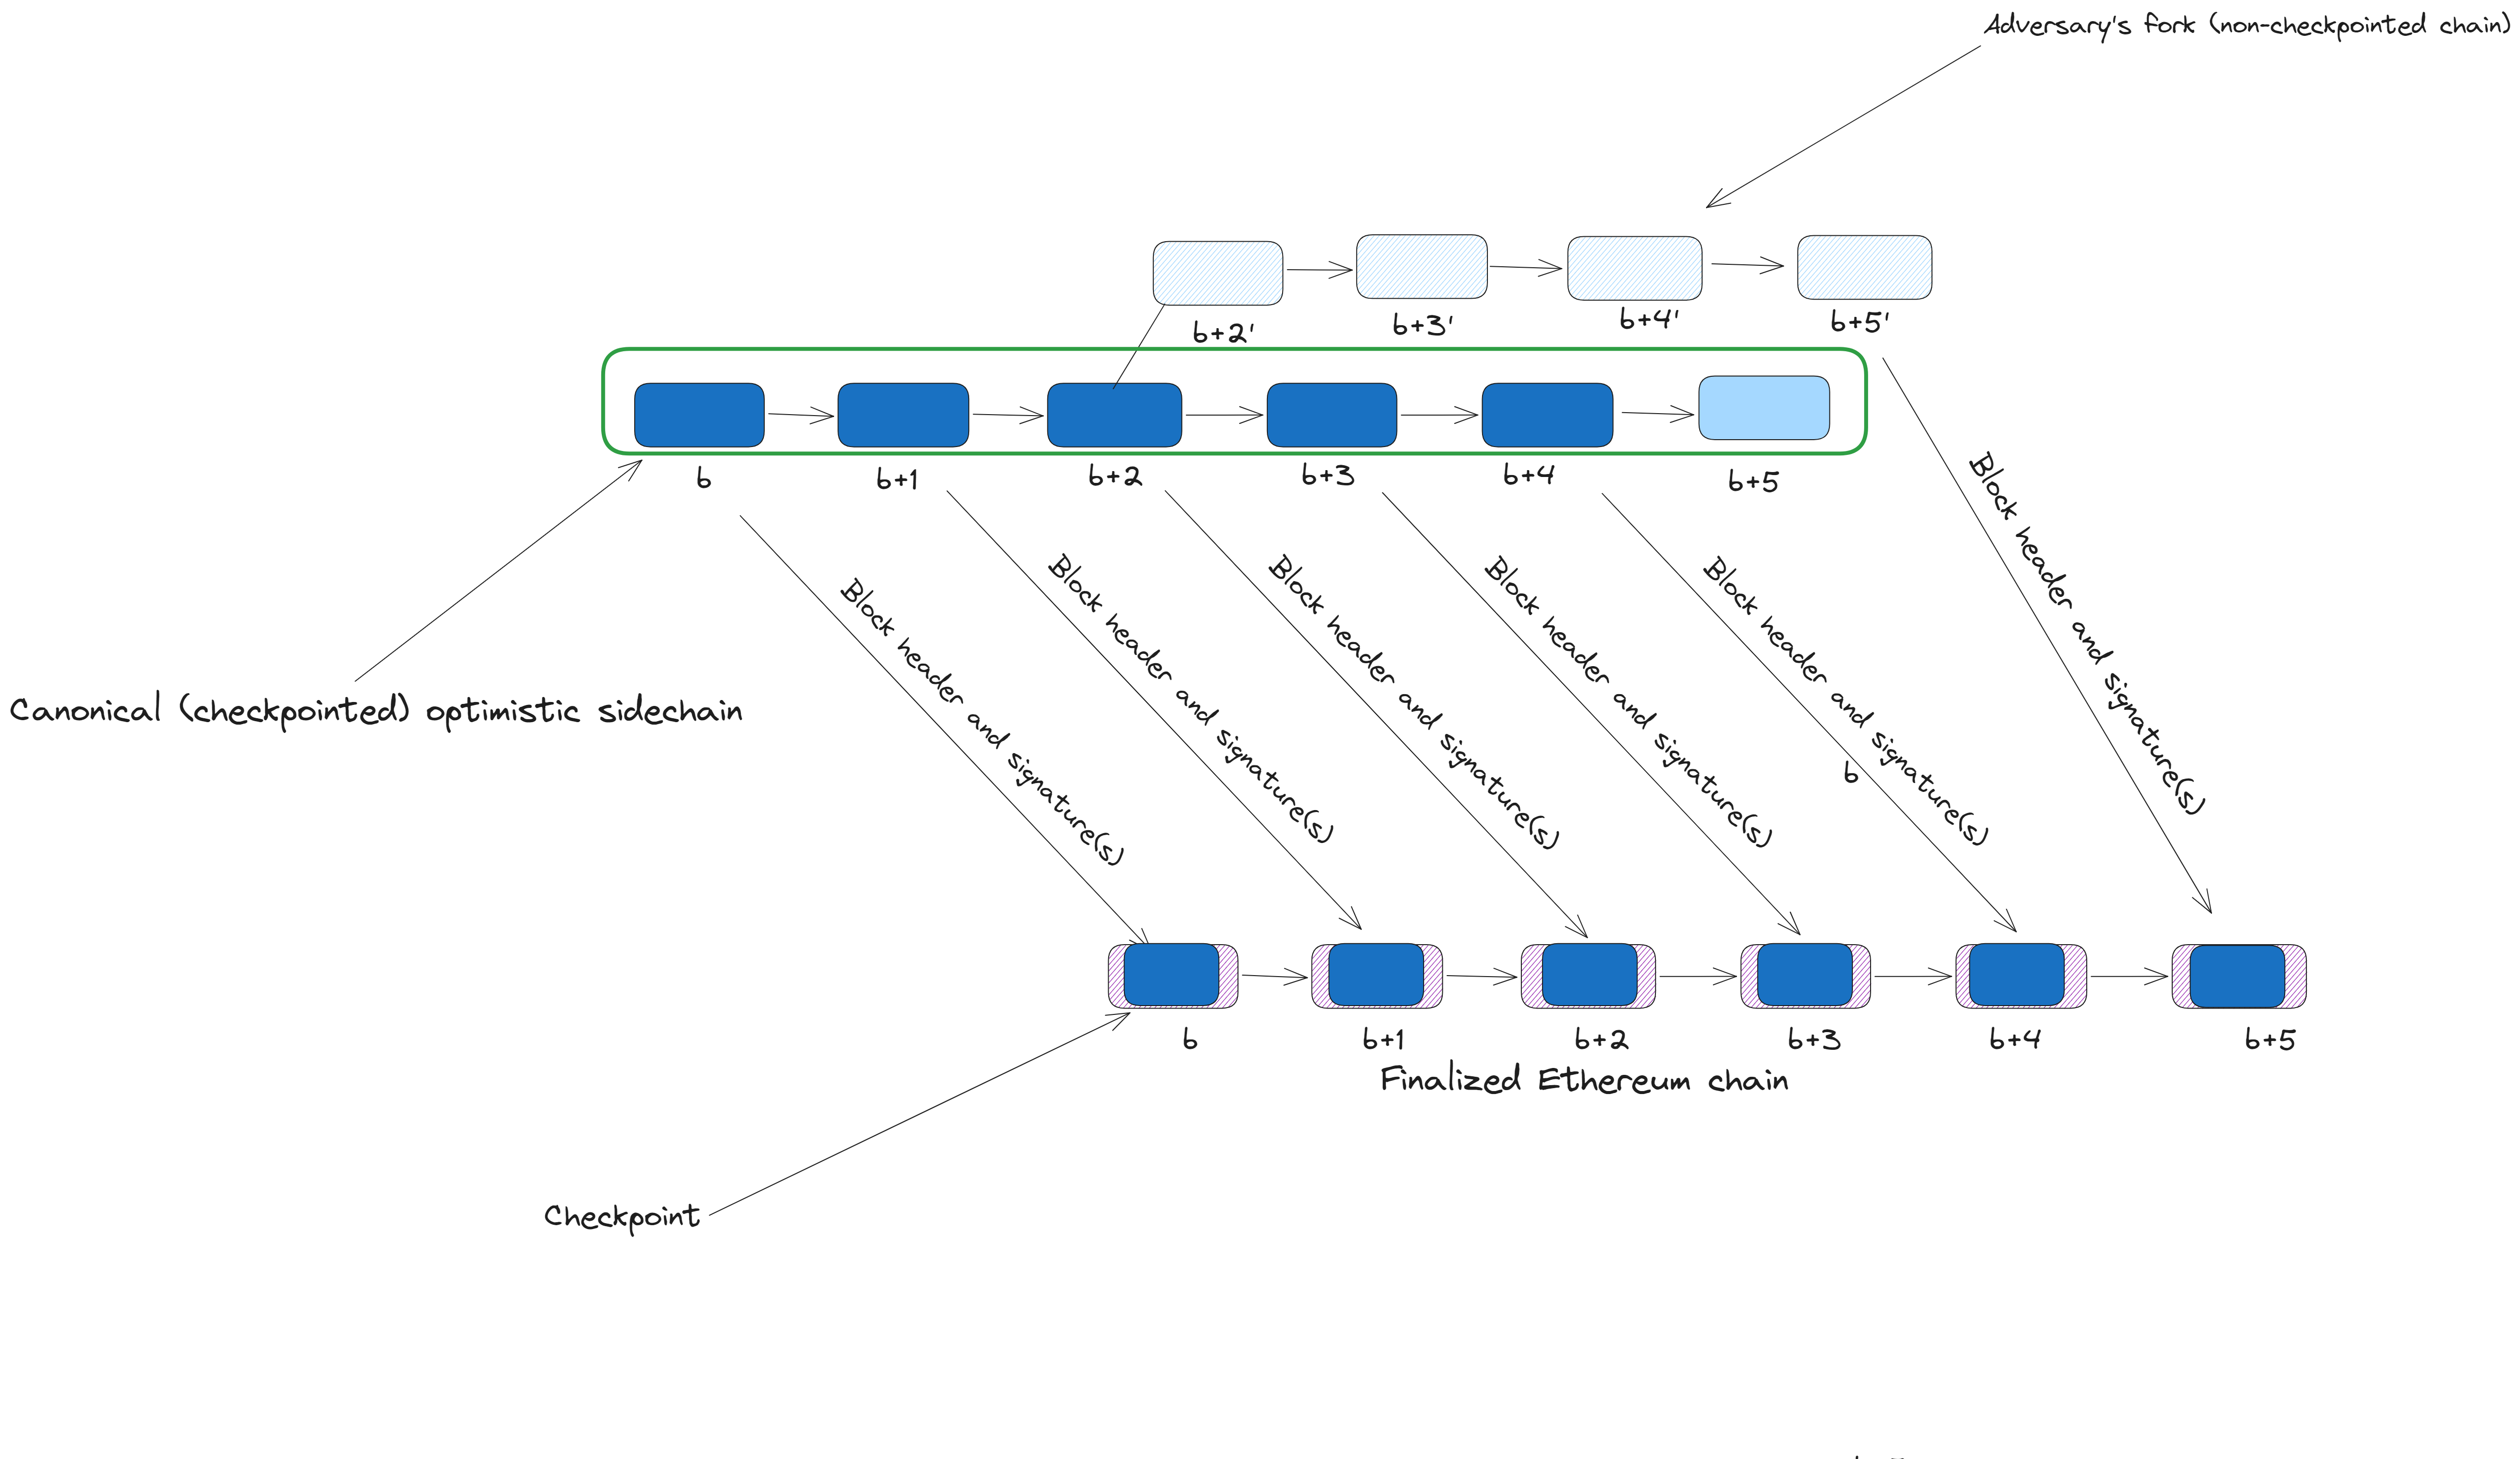 Adversary's fork (non-checkpointed chain)
b+2'
b+3'
b+4'
b+5'
b
b+1
b+2
b+3
b+4
b+5
Canonical (checkpointed) optimistic sidechain
Block header and signature(s)
Block header and signature(s)
Block header and signature(s)
Block header and signature(s)
Block header and signature(s)
Block header and signature(s)
b
b
b+1
b+2
b+3
b+4
b+5
Finalized Ethereum chain
Checkpoint